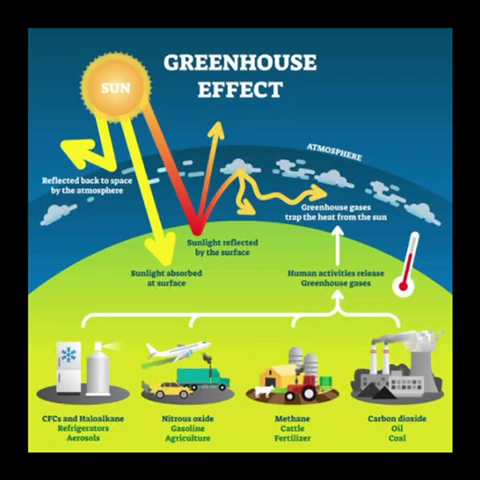 GREENHOUSE
EFFECT
SUN
ATMOSPHERE
Reflected back to space
by the atmosphere
Greenhouse gases
trap the heat from the sun
Sunlight reflected
by the surface
Sunlight absorbed
at surface
Human activities release
Greenhouse gases
CFCs and Haloalkane
Refrigerators
Aerosols
Nitrous oxide
Gasoline
Agriculture
Methane
Cattle
Fertilizer
Carbon dioxide
Oil
Coal